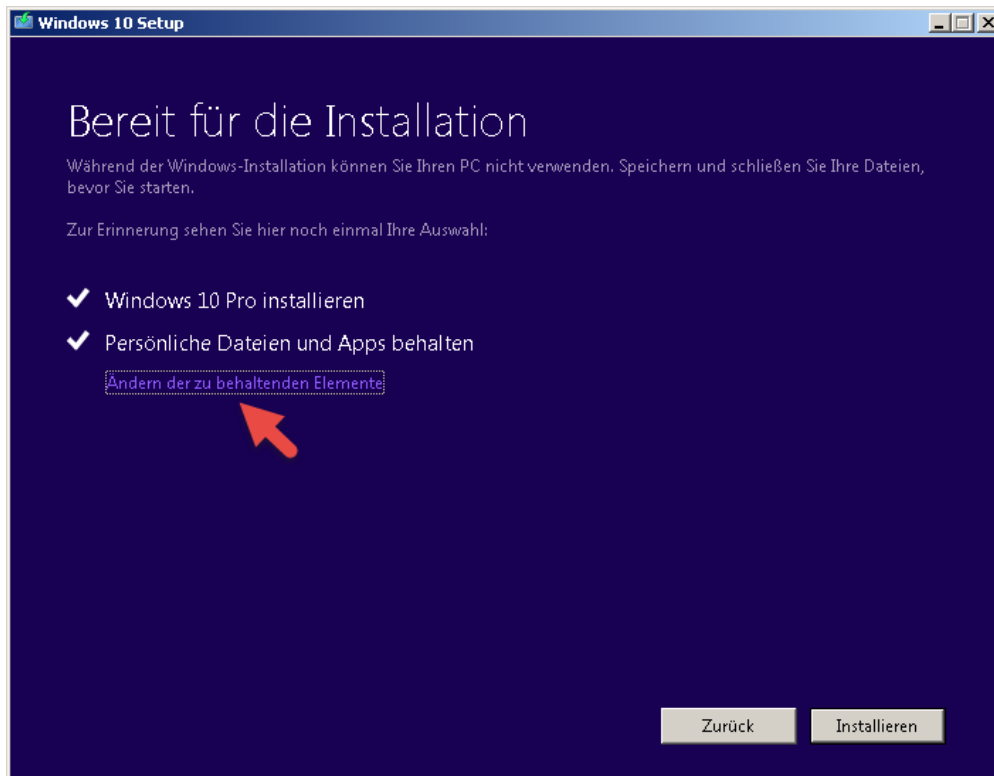 Windows 10 Setup
Bereit für die Installation
Während der Windows-Installation können Sie Ihren PC nicht verwenden. Speichern und schließen Sie Ihre Dateien,
bevor Sie starten.
Zur Erinnerung sehen Sie hier noch einmal Ihre Auswahl:
Windows 10 Pro installieren
Persönliche Dateien und Apps behalten
Ändern der zu behaltenden Elemente
Zurück
Installieren